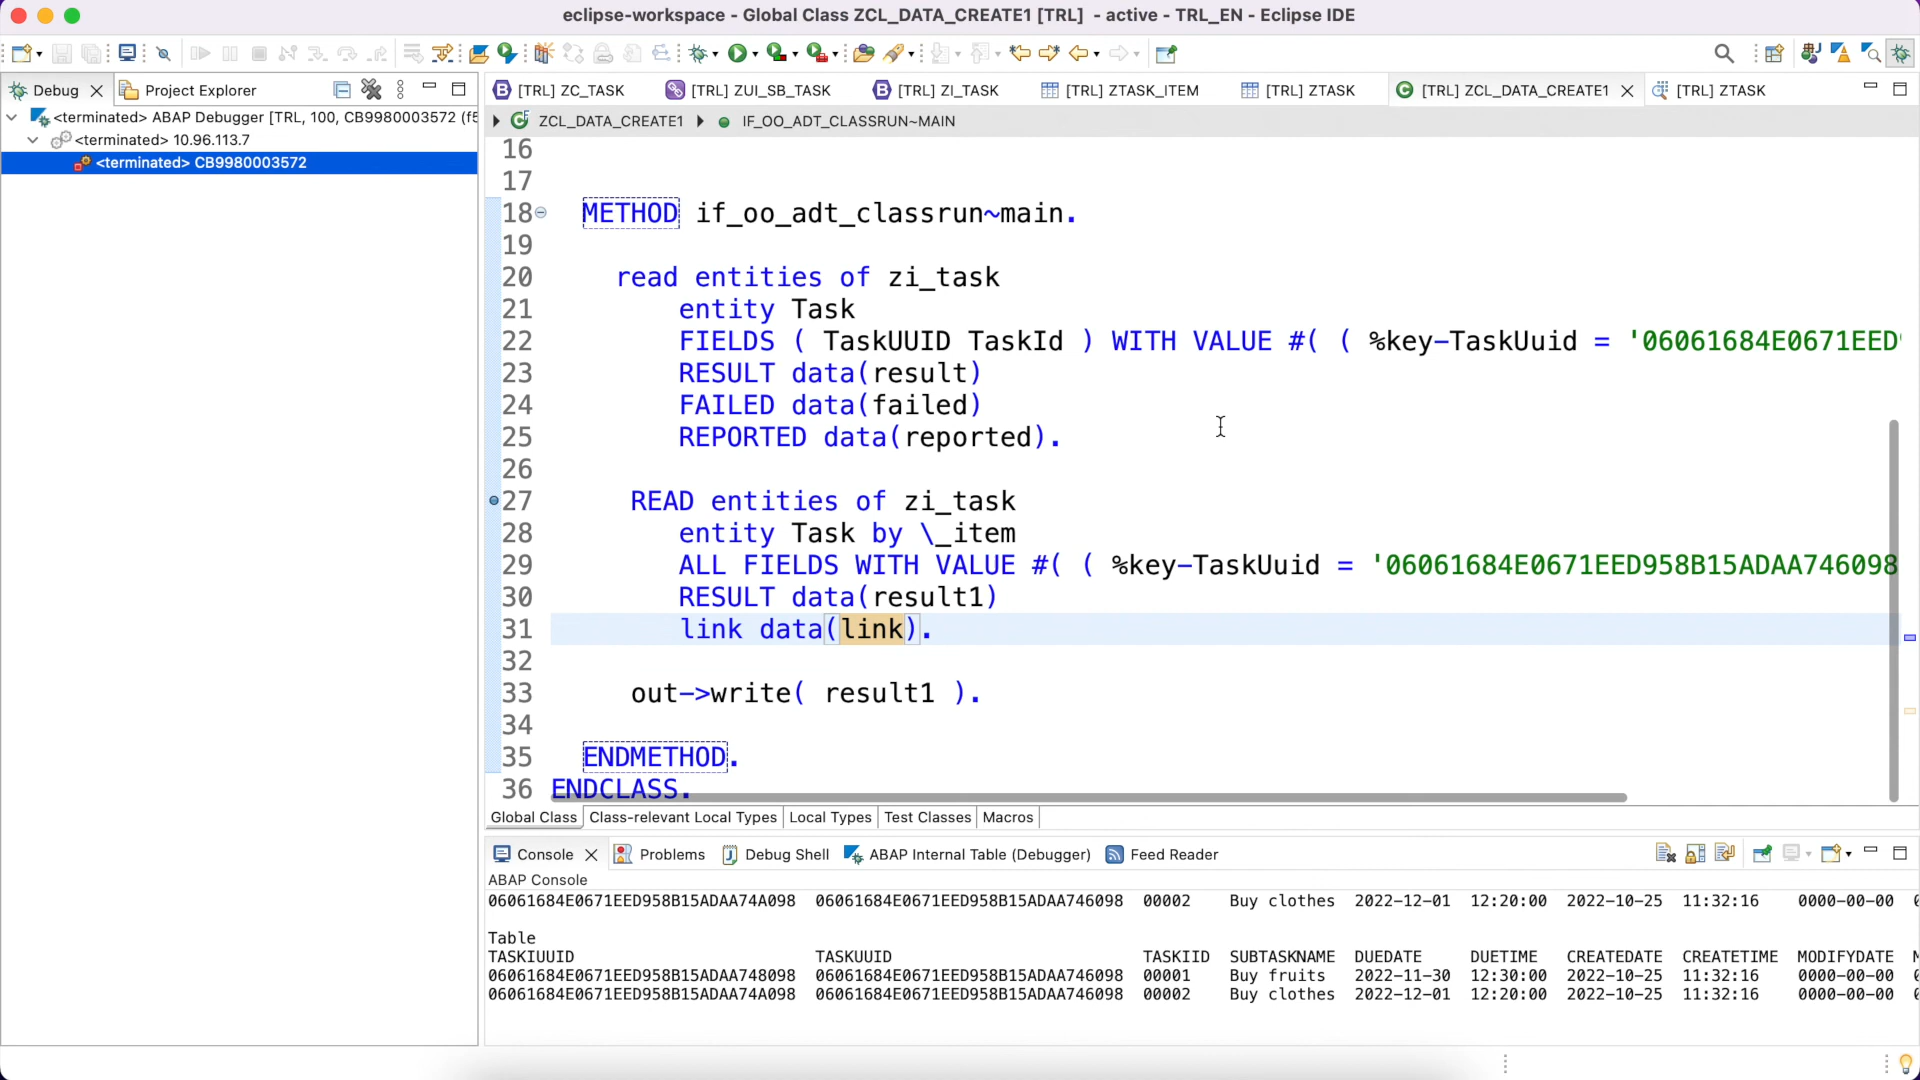 eclipse-workspace - Global Class ZCL_DATA_CREATE1 [TRL] - active - TRL_EN - Eclipse IDE
Debug
Project Explorer
[TRL] ZC_TASK
[TRL] ZUI_SB_TASK
[TRL] ZI_TASK
[TRL] ZTASK_ITEM
[TRL] ZTASK
[TRL] ZCL_DATA_CREATE1
[TRL] ZTASK
<terminated> ABAP Debugger [TRL, 100, CB9980003572 (f5
<terminated> 10.96.113.7
<terminated> CB9980003572
ZCL_DATA_CREATE1
IF_OO_ADT_CLASSRUN~MAIN
16
17
18 METHOD if_oo_adt_classrun~main.
19
20 read entities of zi_task
21 entity Task
22 FIELDS ( TaskUUID TaskId ) WITH VALUE #( ( %key-TaskUuid = '06061684E0671EED
23 RESULT data(result)
24 FAILED data(failed)
25 REPORTED data(reported).
26
27 READ entities of zi_task
28 entity Task by \_item
29 ALL FIELDS WITH VALUE #( ( %key-TaskUuid = '06061684E0671EED958B15ADAA746098
30 RESULT data(result1)
31 link data(link).
32
33 out->write( result1 ).
34
35 ENDMETHOD.
36 ENDCLASS.
Global Class
Class-relevant Local Types
Local Types
Test Classes
Macros
Console
Problems
Debug Shell
ABAP Internal Table (Debugger)
Feed Reader
ABAP Console
06061684E0671EED958B15ADAA74A098 06061684E0671EED958B15ADAA746098 00002 Buy clothes 2022-12-01 12:20:00 2022-10-25 11:32:16 0000-00-00
Table
TASKIUUID TASKUUID TASKIID SUBTASKNAME DUEDATE DUETIME CREATEDATE CREATETIME MODIFYDATE
06061684E0671EED958B15ADAA748098 06061684E0671EED958B15ADAA746098 00001 Buy fruits 2022-11-30 12:30:00 2022-10-25 11:32:16 0000-00-00
06061684E0671EED958B15ADAA74A098 06061684E0671EED958B15ADAA746098 00002 Buy clothes 2022-12-01 12:20:00 2022-10-25 11:32:16 0000-00-00